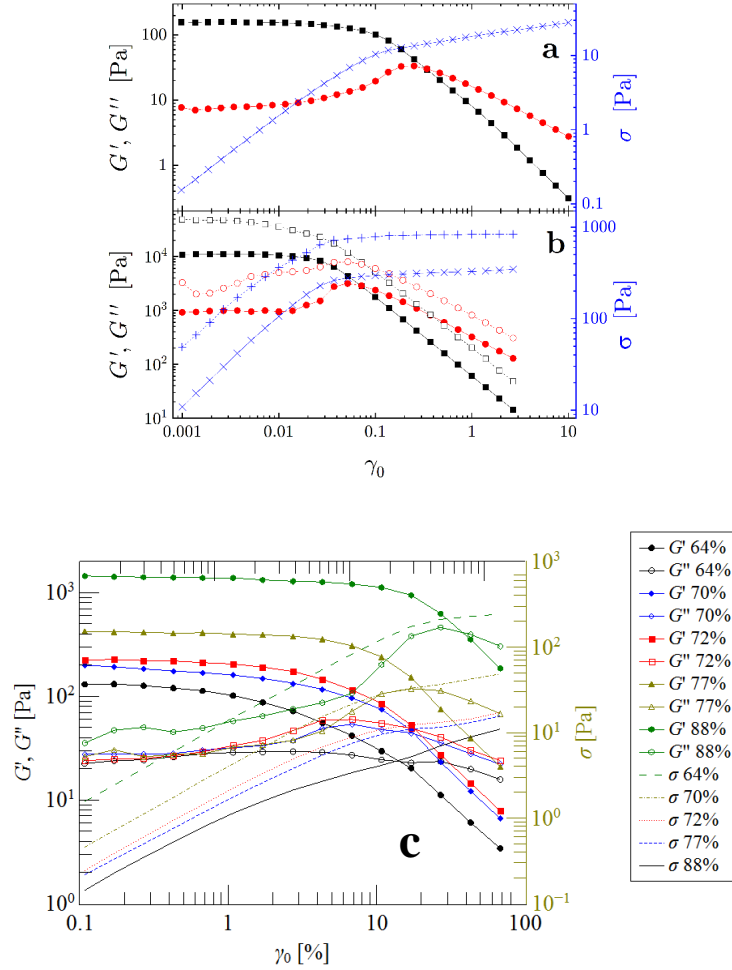 100
10
1
G', G'' [Pa]
a
10
1
0.1
σ [Pa]
10⁴
10³
10²
10¹
G', G'' [Pa]
b
1000
100
10
σ [Pa]
0.001 0.01 0.1 1 10
γ₀
10³
10²
10¹
10⁰
G', G'' [Pa]
c
10³
10²
10¹
10⁰
10⁻¹
σ [Pa]
0.1 1 10 100
γ₀ [%]
G' 64%
G'' 64%
G' 70%
G'' 70%
G' 72%
G'' 72%
G' 77%
G'' 77%
G' 88%
G'' 88%
σ 64%
σ 70%
σ 72%
σ 77%
σ 88%